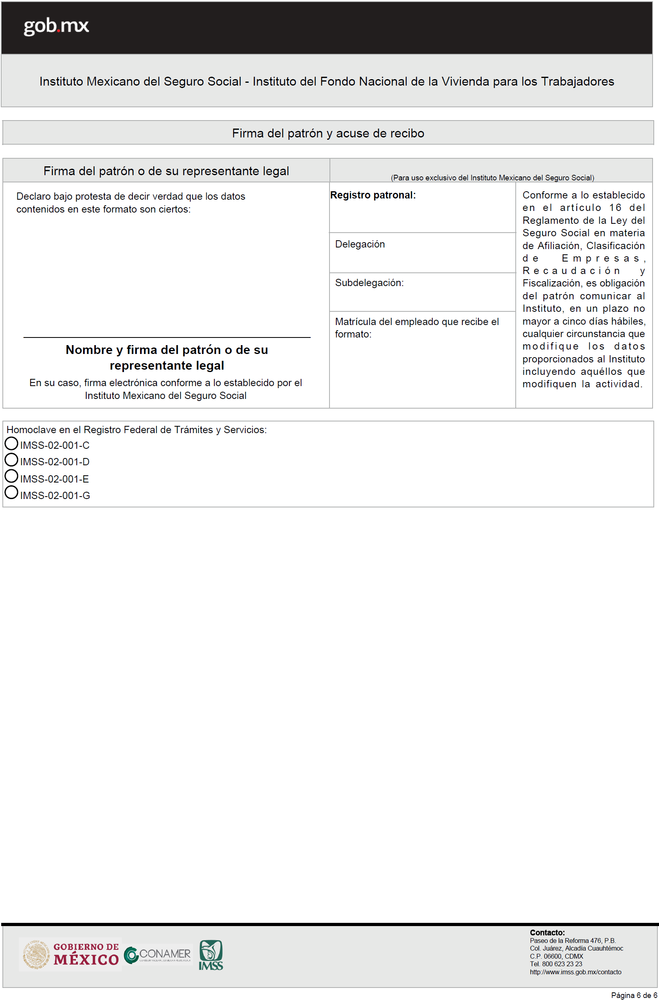 gob.mx
Instituto Mexicano del Seguro Social - Instituto del Fondo Nacional de la Vivienda para los Trabajadores
Firma del patrón y acuse de recibo
Firma del patrón o de su representante legal
(Para uso exclusivo del Instituto Mexicano del Seguro Social)
Declaro bajo protesta de decir verdad que los datos
contenidos en este formato son ciertos:
Nombre y firma del patrón o de su
representante legal
En su caso, firma electrónica conforme a lo establecido por el
Instituto Mexicano del Seguro Social
Registro patronal:
Delegación
Subdelegación:
Matrícula del empleado que recibe el
formato:
Conforme a lo establecido
en el artículo 16 del
Reglamento de la Ley del
Seguro Social en materia
de Afiliación, Clasificación
de Empresas,
Recaudación y
Fiscalización, es obligación
del patrón comunicar al
Instituto, en un plazo no
mayor a cinco días hábiles,
cualquier circunstancia que
modifique los datos
proporcionados al Instituto
incluyendo aquéllos que
modifiquen la actividad.
Homoclave en el Registro Federal de Trámites y Servicios:
IMSS-02-001-C
IMSS-02-001-D
IMSS-02-001-E
IMSS-02-001-G
GOBIERNO DE
MÉXICO
CONAMER
COMISIÓN NACIONAL DE MEJORA REGULATORIA
IMSS
Contacto:
Paseo de la Reforma 476, P.B.
Col. Juárez, Alcadía Cuauhtémoc
C.P. 06600, CDMX
Tel. 800 623 23 23
http://www.imss.gob.mx/contacto
Página 6 de 6